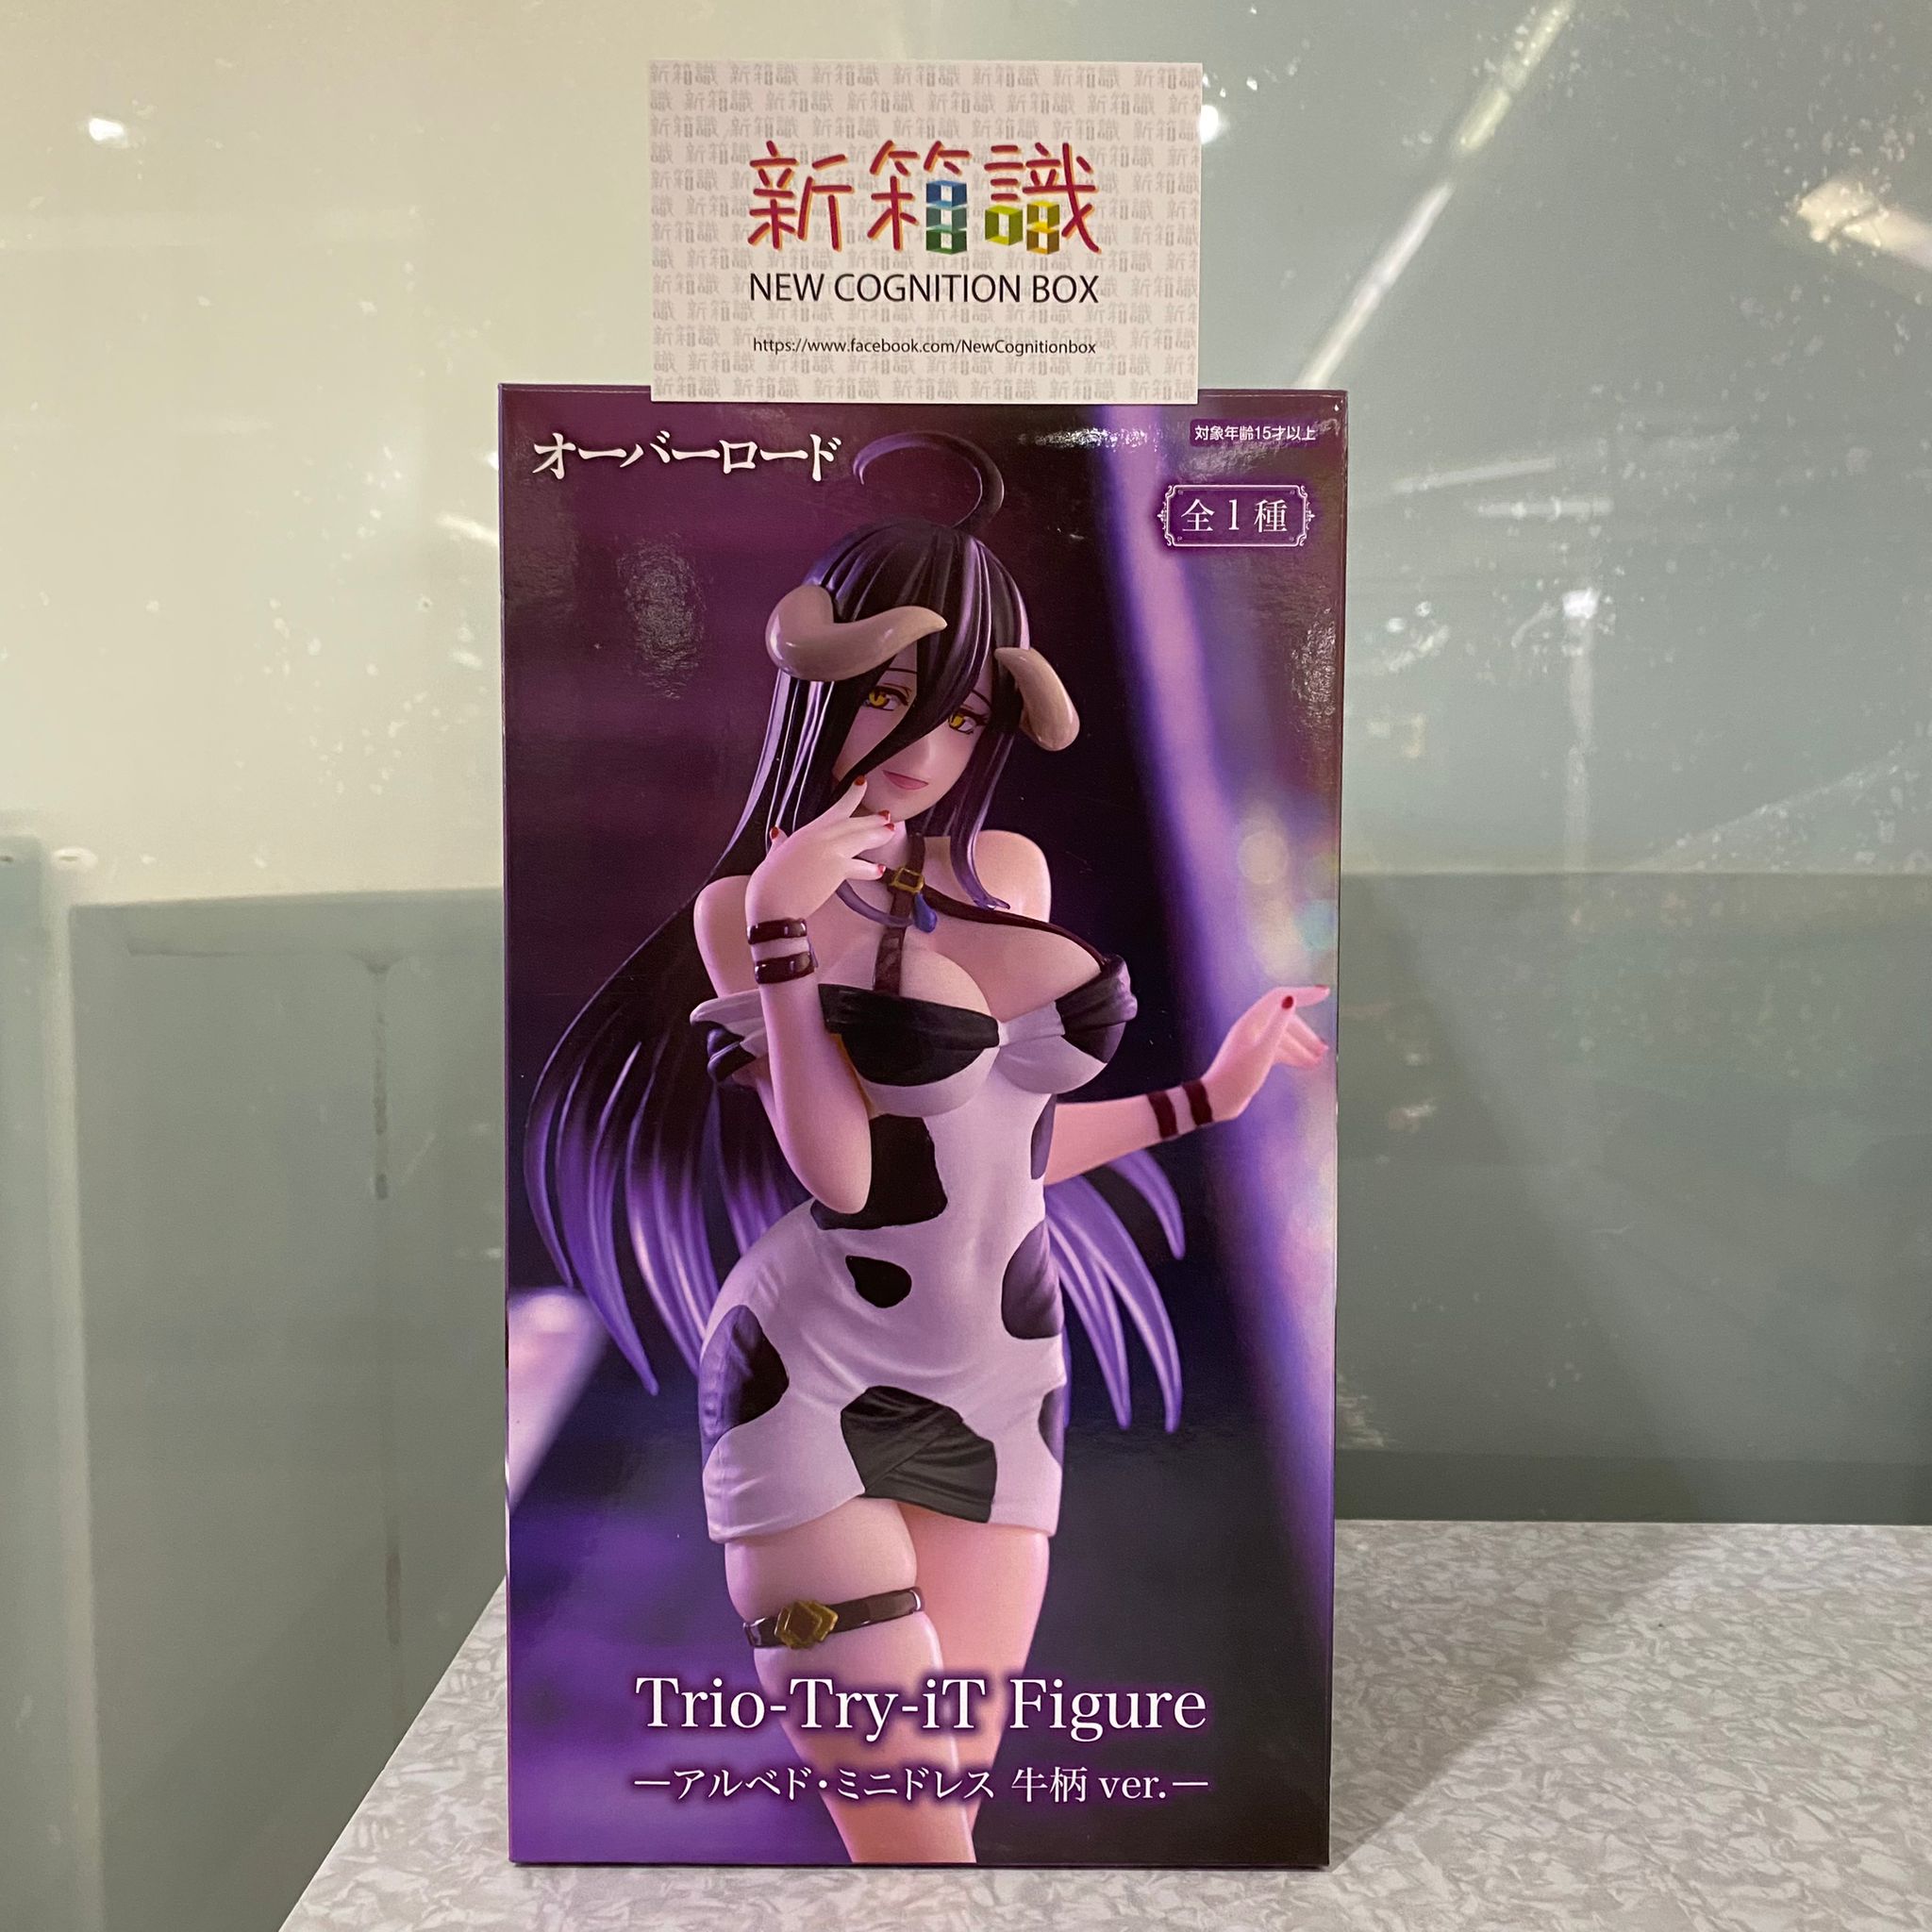 新箱識
NEW COGNITION BOX
https://www.facebook.com/NewCognitionbox
オーバーロード
対象年齢15才以上
全1種
Trio-Try-iT Figure
―アルベド・ミニドレス 牛柄 ver.―